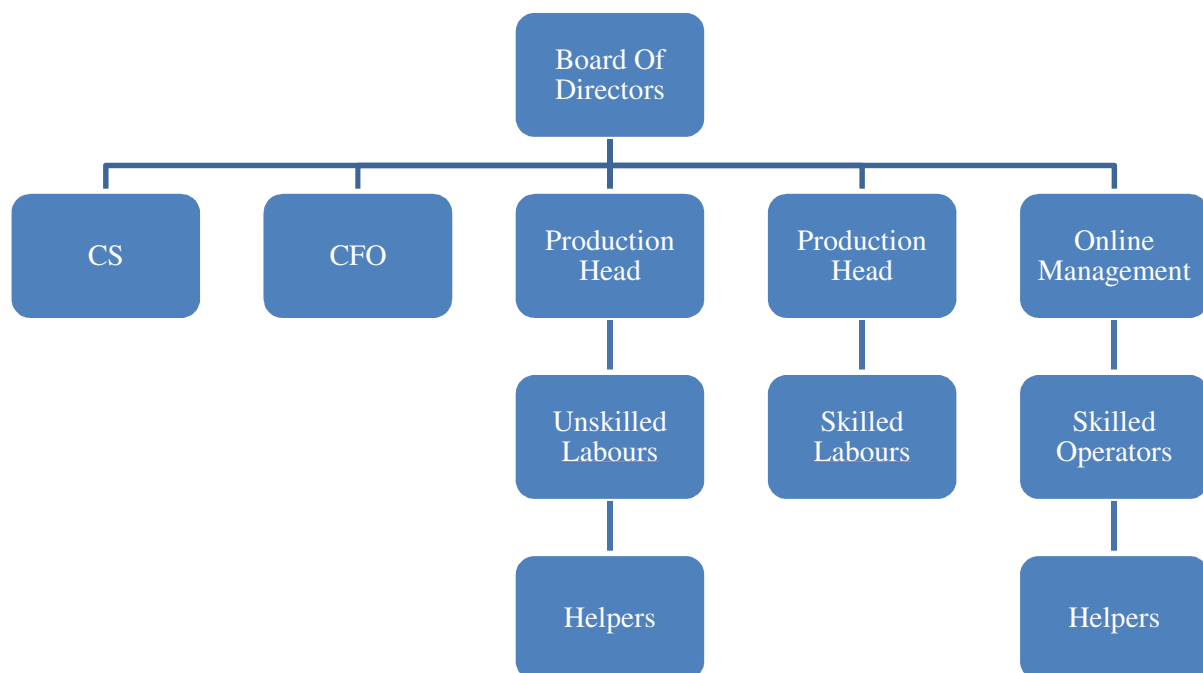 Board Of
Directors
CS
CFO
Production
Head
Production
Head
Online
Management
Unskilled
Labours
Skilled
Labours
Skilled
Operators
Helpers
Helpers